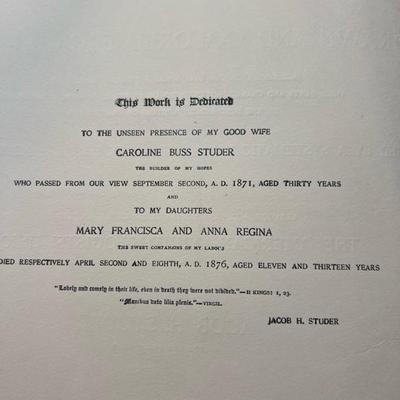 This Work is Dedicated
TO THE UNSEEN PRESENCE OF MY GOOD WIFE
CAROLINE BUSS STUDER
THE BUILDER OF MY HOPES
WHO PASSED FROM OUR VIEW SEPTEMBER SECOND, A. D. 1871, AGED THIRTY YEARS
AND
TO MY DAUGHTERS
MARY FRANCISCA AND ANNA REGINA
THE SWEET COMPANIONS OF MY LABOR'S
DIED RESPECTIVELY APRIL SECOND AND EIGHTH, A. D. 1876, AGED ELEVEN AND THIRTEEN YEARS
"Lovely and comely in their life, even in death they were not divided."—II KINGS: 1, 23.
"Manibus data lilia plenis."—VIRGIL.
JACOB H. STUDER